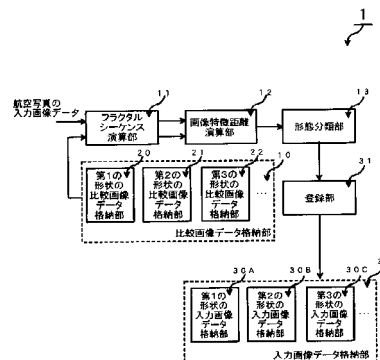 1
航空写真の
入力画像データ
11
フラクタル
シーケンス
演算部
12
画像特徴距離
演算部
13
形態分類部
20
第1の
形状の
比較画像
データ
格納部
21
第2の
形状の
比較画像
データ
格納部
22
第3の
形状の
比較画像
データ
格納部
10
比較画像データ格納部
31
登録部
30A
第1の
形状の
入力画像
データ
格納部
30B
第2の
形状の
入力画像
データ
格納部
30C
第3の
形状の
入力画像
データ
格納部
入力画像データ格納部